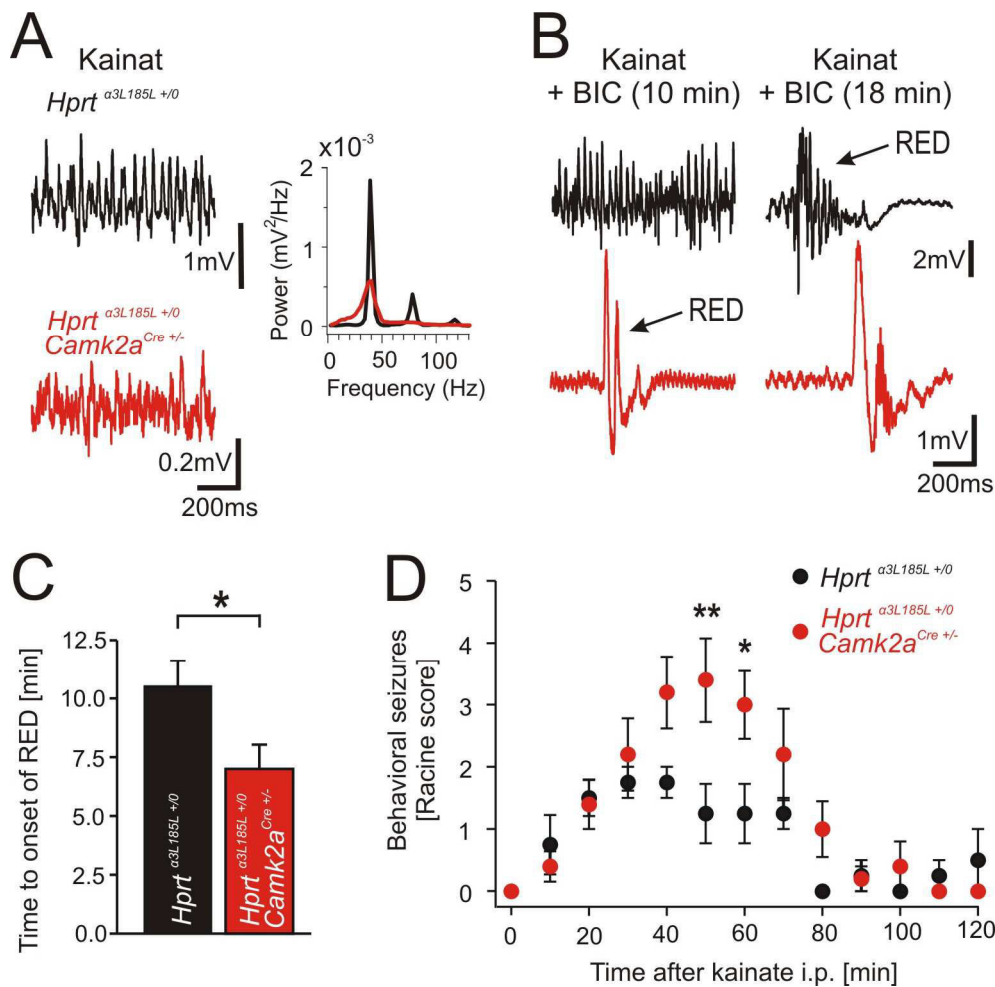 A
Kainat
Hprt α3L185L +/0
1mV
Hprt α3L185L +/0
Camk2a Cre +/-
0.2mV
200ms
x10-3
2
1
0
Power (mV2/Hz)
0 50 100
Frequency (Hz)
B
Kainat Kainat
+ BIC (10 min) + BIC (18 min)
RED
2mV
RED
1mV
200ms
C
*
12.5
10.0
7.5
5.0
2.5
0.0
Time to onset of RED [min]
Hprt α3L185L +/0
Hprt α3L185L +/0
Camk2a Cre +/-
D
Hprt α3L185L +/0
Hprt α3L185L +/0
Camk2a Cre +/-
**
*
5
4
3
2
1
0
Behavioral seizures
[Racine score]
0 20 40 60 80 100 120
Time after kainate i.p. [min]